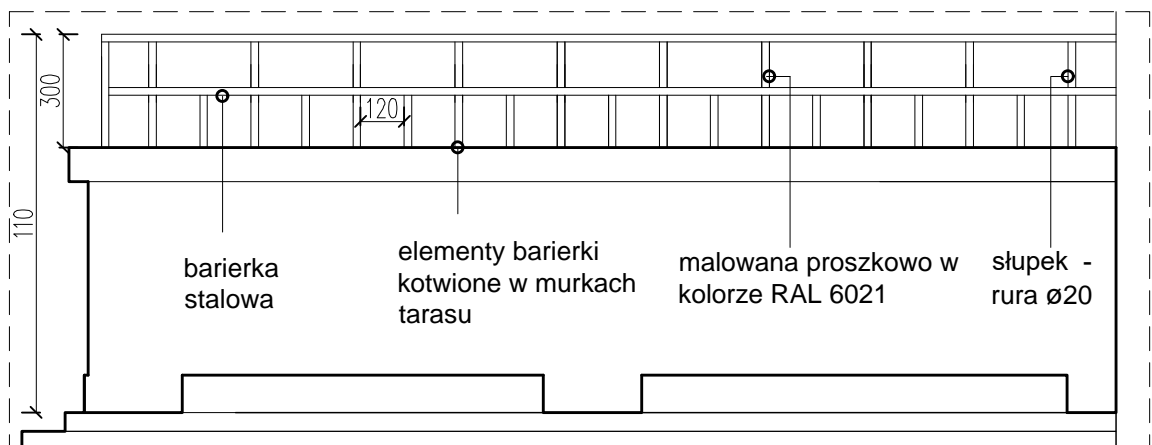 300
110
120
barierka
stalowa
elementy barierki
kotwione w murkach
tarasu
malowana proszkowo w
kolorze RAL 6021
słupek -
rura ø20